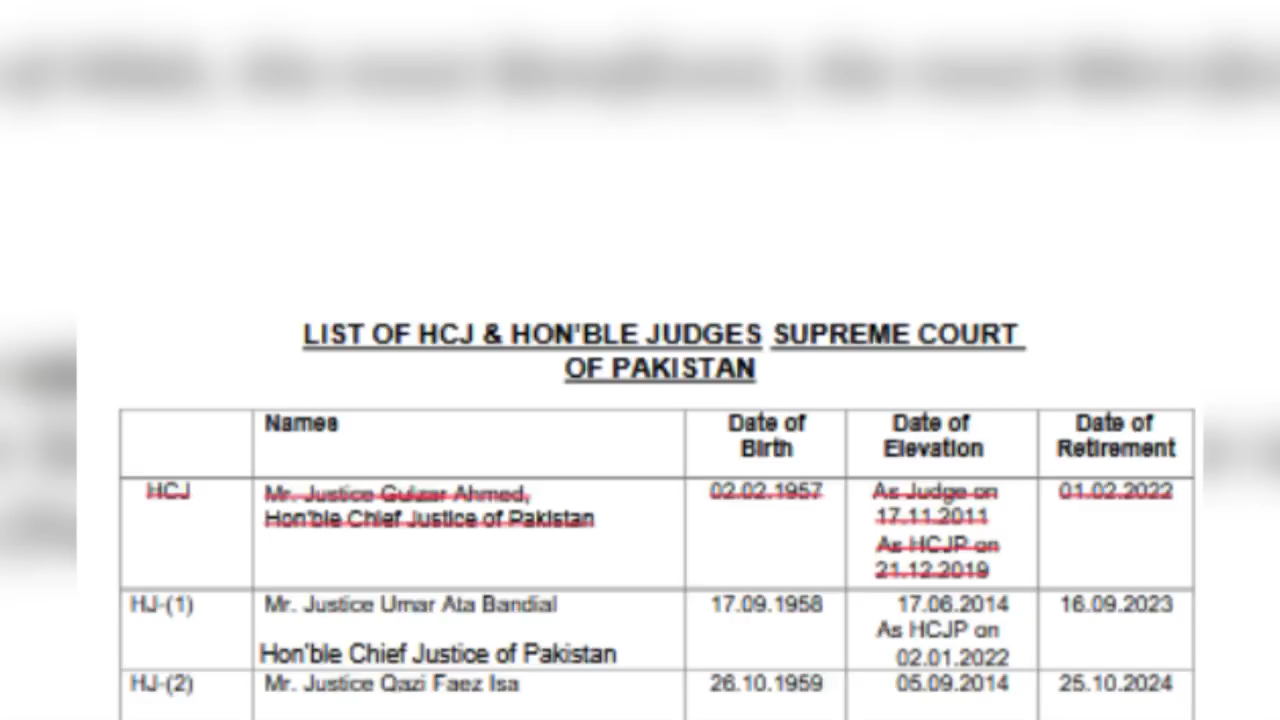 LIST OF HCJ & HON'BLE JUDGES SUPREME COURT
OF PAKISTAN
Names
Date of
Birth
Date of
Elevation
Date of
Retirement
HCJ
Mr. Justice Gulzar Ahmed,
Hon'ble Chief Justice of Pakistan
02.02.1957
As Judge on
17.11.2011
As HCJP on
21.12.2019
01.02.2022
HJ-(1)
Mr. Justice Umar Ata Bandial
Hon'ble Chief Justice of Pakistan
17.09.1958
17.06.2014
As HCJP on
02.01.2022
16.09.2023
HJ-(2)
Mr. Justice Qazi Faez Isa
26.10.1959
05.09.2014
25.10.2024